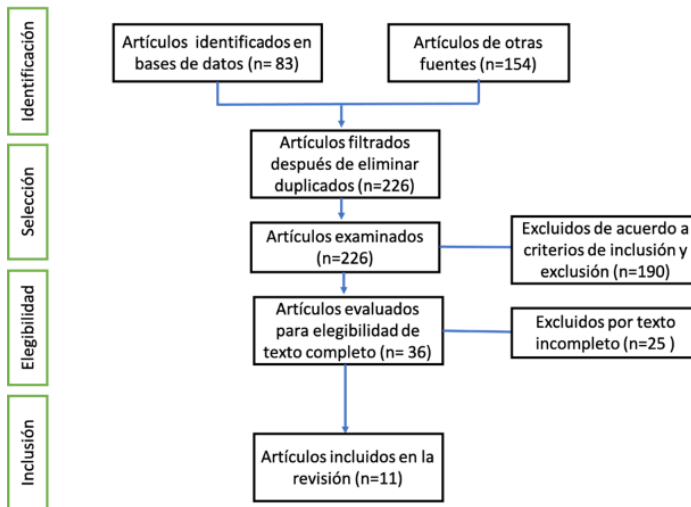 Identificación
Artículos identificados en
bases de datos (n= 83)
Artículos de otras
fuentes (n=154)
Selección
Artículos filtrados
después de eliminar
duplicados (n=226)
Artículos examinados
(n=226)
Excluidos de acuerdo a
criterios de inclusión y
exclusión (n=190)
Elegibilidad
Artículos evaluados
para elegibilidad de
texto completo (n= 36)
Excluidos por texto
incompleto (n=25 )
Inclusión
Artículos incluidos en la
revisión (n=11)